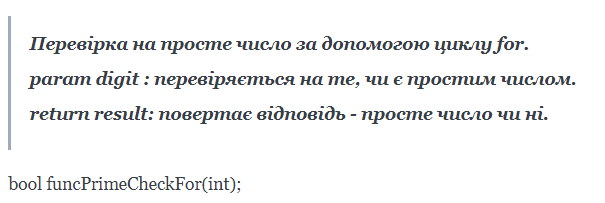 Перевірка на просте число за допомогою циклу for.
param digit : перевіряється на те, чи є простим числом.
return result: повертає відповідь - просте число чи ні.
bool funcPrimeCheckFor(int);